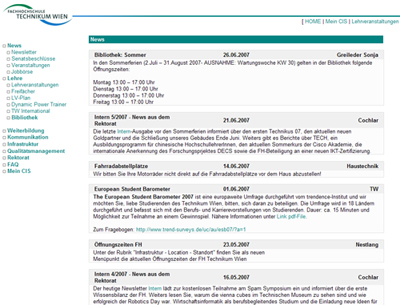 FACHHOCHSCHULE
TECHNIKUM WIEN
[ HOME | Mein CIS | Lehrveranstaltungen
News
Newsletter
Senatsbeschlüsse
Veranstaltungen
Jobbörse
Lehre
Lehrveranstaltungen
Freifächer
LV-Plan
Dynamic Power Trainer
TW International
Bibliothek
Weiterbildung
Kommunikation
Infrastruktur
Qualitätsmanagement
Rektorat
FAQ
Mein CIS
News
Bibliothek: Sommer 26.06.2007 Greileder Sonja
In den Sommerferien (2.Juli – 31.August 2007- AUSNAHME: Wartungswoche KW 30) gelten in der Bibliothek folgende
Öffnungszeiten:
Montag 13:00 – 17:00 Uhr
Dienstag 13:00 – 17:00 Uhr
Donnerstag 13:00 – 17:00 Uhr
Freitag 13:00 – 17:00 Uhr
Intern 5/2007 - News aus dem
Rektorat 21.06.2007 Cochlar
Die letzte Intern-Ausgabe vor den Sommerferien informiert über den ersten Technikus 07, den aktuellen neuen
Goldpartner und die Schließung unseres Gebäudes Ende Juni. Weiters gibt es Berichte über TECH, ein
Ausbildungsprogramm für chinesische HochschullehrerInnen, den aktuellen Sommerkurs der Cisco Academie, die
internationale Anerkennung des Forschungsprojektes DECS sowie die FH-Beteiligung an einer neuen IKT-Zertifizierung.
Fahrradabstellplätze 14.06.2007 Haustechnik
Wir bitten Sie Ihre Motorräder nicht direkt auf die Fahrradabstellplätze vor dem Haus abzustellen!
European Student Barometer 01.06.2007 TW
The European Student Barometer 2007 ist eine europaweite Umfrage durchgeführt vom trendence-Institut und wir
möchten Sie, liebe Studierenden des Technikum Wien, bitten, sich daran zu beteiligen. Die Umfrage wird in 18 Ländern
durchgeführt und befasst sich mit den Berufs- und Karrierevorstellungen von Studierenden. Dauer: ca. 15 Minuten und
Möglichkeit zur Teilnahme an einem Gewinnspiel. Nähere Informationen unter Link pdf-File.
Zum Fragebogen: http://www.trend-surveys.de/uc/au/esb07/?a=1
Öffnungszeiten FH 23.05.2007 Nestlang
Unter der Rubrik "Infrastruktur - Location - Standort" finden Sie als neuen
Menüpunkt die aktuellen Öffnungszeiten der FH Technikum Wien
Intern 4/2007 - News aus dem
Rektorat 16.05.2007 Cochlar
Der heutige Newsletter Intern lädt zur kostenlosen Teilnahme am Spam Symposium ein und informiert über die erste
Wissensbilanz der FH. Weiters lesen Sie, warum die vienna cubes im Technischen Museum zu sehen sind und wie
erfolgreich der Robotics Day war. Wirtschaftsinformatik als berufsbegleitendes Studium und die Einladung neue Ideen für